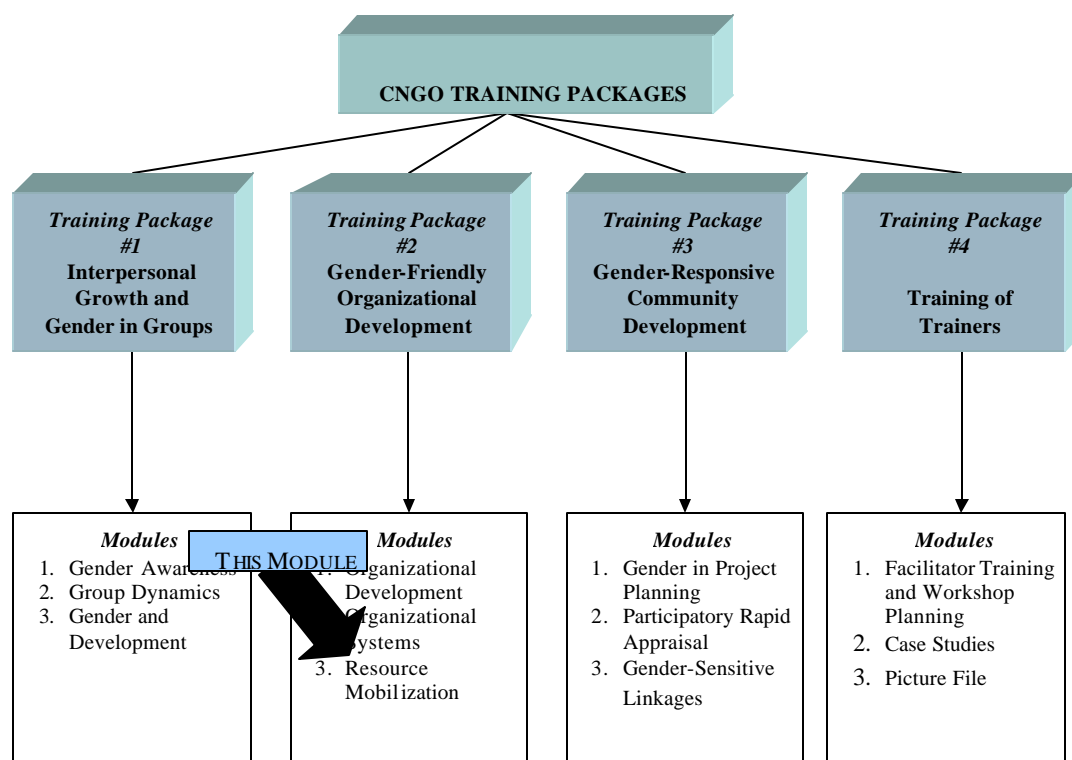 CNGO TRAINING PACKAGES
Training Package
#1
Interpersonal
Growth and
Gender in Groups
Training Package
#2
Gender-Friendly
Organizational
Development
Training Package
#3
Gender-Responsive
Community
Development
Training Package
#4
Training of
Trainers
Modules
1. Gender Awareness
2. Group Dynamics
3. Gender and
Development
THIS MODULE
Modules
1. Organizational
Development
Organizational
Systems
3. Resource
Mobilization
Modules
1. Gender in Project
Planning
2. Participatory Rapid
Appraisal
3. Gender-Sensitive
Linkages
Modules
1. Facilitator Training
and Workshop
Planning
2. Case Studies
3. Picture File